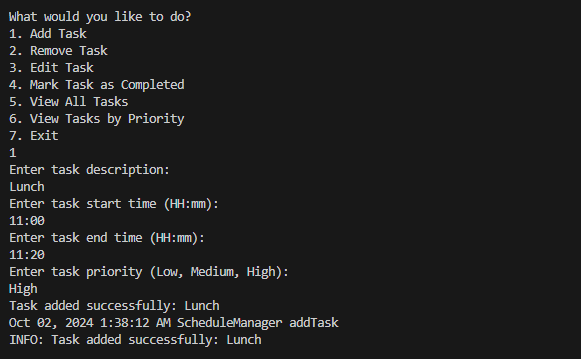 What would you like to do?
1. Add Task
2. Remove Task
3. Edit Task
4. Mark Task as Completed
5. View All Tasks
6. View Tasks by Priority
7. Exit
1
Enter task description:
Lunch
Enter task start time (HH:mm):
11:00
Enter task end time (HH:mm):
11:20
Enter task priority (Low, Medium, High):
High
Task added successfully: Lunch
Oct 02, 2024 1:38:12 AM ScheduleManager addTask
INFO: Task added successfully: Lunch